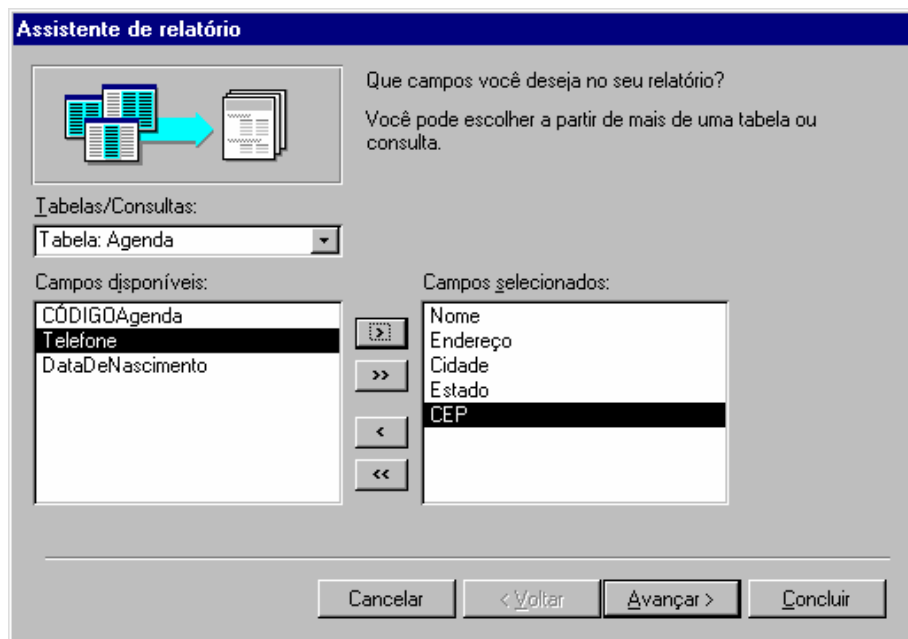 Assistente de relatório
Que campos você deseja no seu relatório?
Você pode escolher a partir de mais de uma tabela ou
consulta.
Tabelas/Consultas:
Tabela: Agenda
Campos disponíveis:
CÓDIGOAgenda
Telefone
DataDeNascimento
>
>>
<
<<
Campos selecionados:
Nome
Endereço
Cidade
Estado
CEP
Cancelar
< Voltar
Avançar >
Concluir